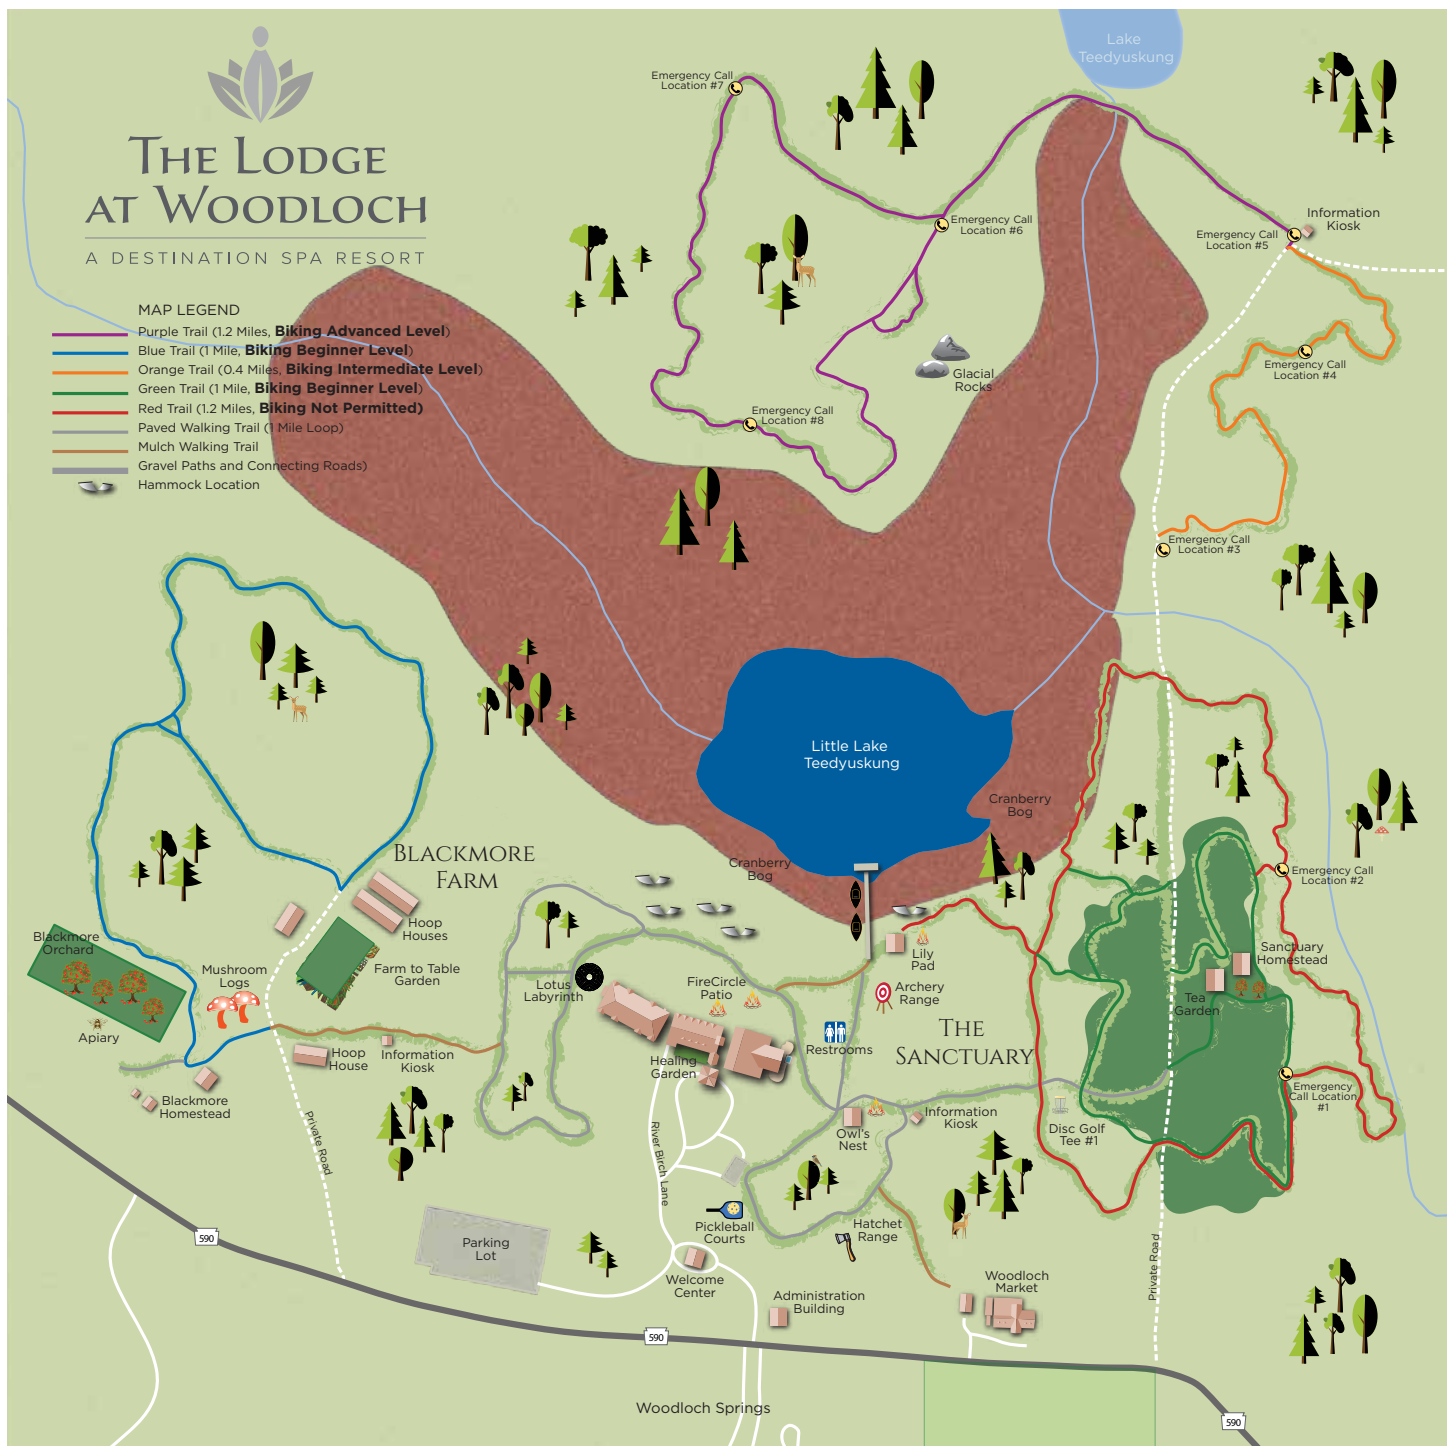 THE LODGE
AT WOODLOCH
A DESTINATION SPA RESORT
MAP LEGEND
Purple Trail (1.2 Miles, Biking Advanced Level)
Blue Trail (1 Mile, Biking Beginner Level)
Orange Trail (0.4 Miles, Biking Intermediate Level)
Green Trail (1 Mile, Biking Beginner Level)
Red Trail (1.2 Miles, Biking Not Permitted)
Paved Walking Trail (1 Mile Loop)
Mulch Walking Trail
Gravel Paths and Connecting Roads)
Hammock Location
Lake
Teedyuskung
Emergency Call
Location #7
Emergency Call
Location #6
Information
Kiosk
Emergency Call
Location #5
Emergency Call
Location #4
Glacial
Rocks
Emergency Call
Location #8
Emergency Call
Location #3
Little Lake
Teedyuskung
Cranberry
Bog
Cranberry
Bog
BLACKMORE
FARM
Emergency Call
Location #2
Hoop
Houses
Blackmore
Orchard
Mushroom
Logs
Farm to Table
Garden
Apiary
Lotus
Labyrinth
FireCircle
Patio
Lily
Pad
Archery
Range
Sanctuary
Homestead
Tea
Garden
THE
SANCTUARY
Restrooms
Hoop
House
Information
Kiosk
Healing
Garden
Blackmore
Homestead
Emergency
Call Location
#1
Information
Kiosk
Owl's
Nest
Disc Golf
Tee #1
Private Road
River Birch Lane
Pickleball
Courts
Hatchet
Range
Private Road
590
Parking
Lot
Welcome
Center
Administration
Building
Woodloch
Market
590
Woodloch Springs
590